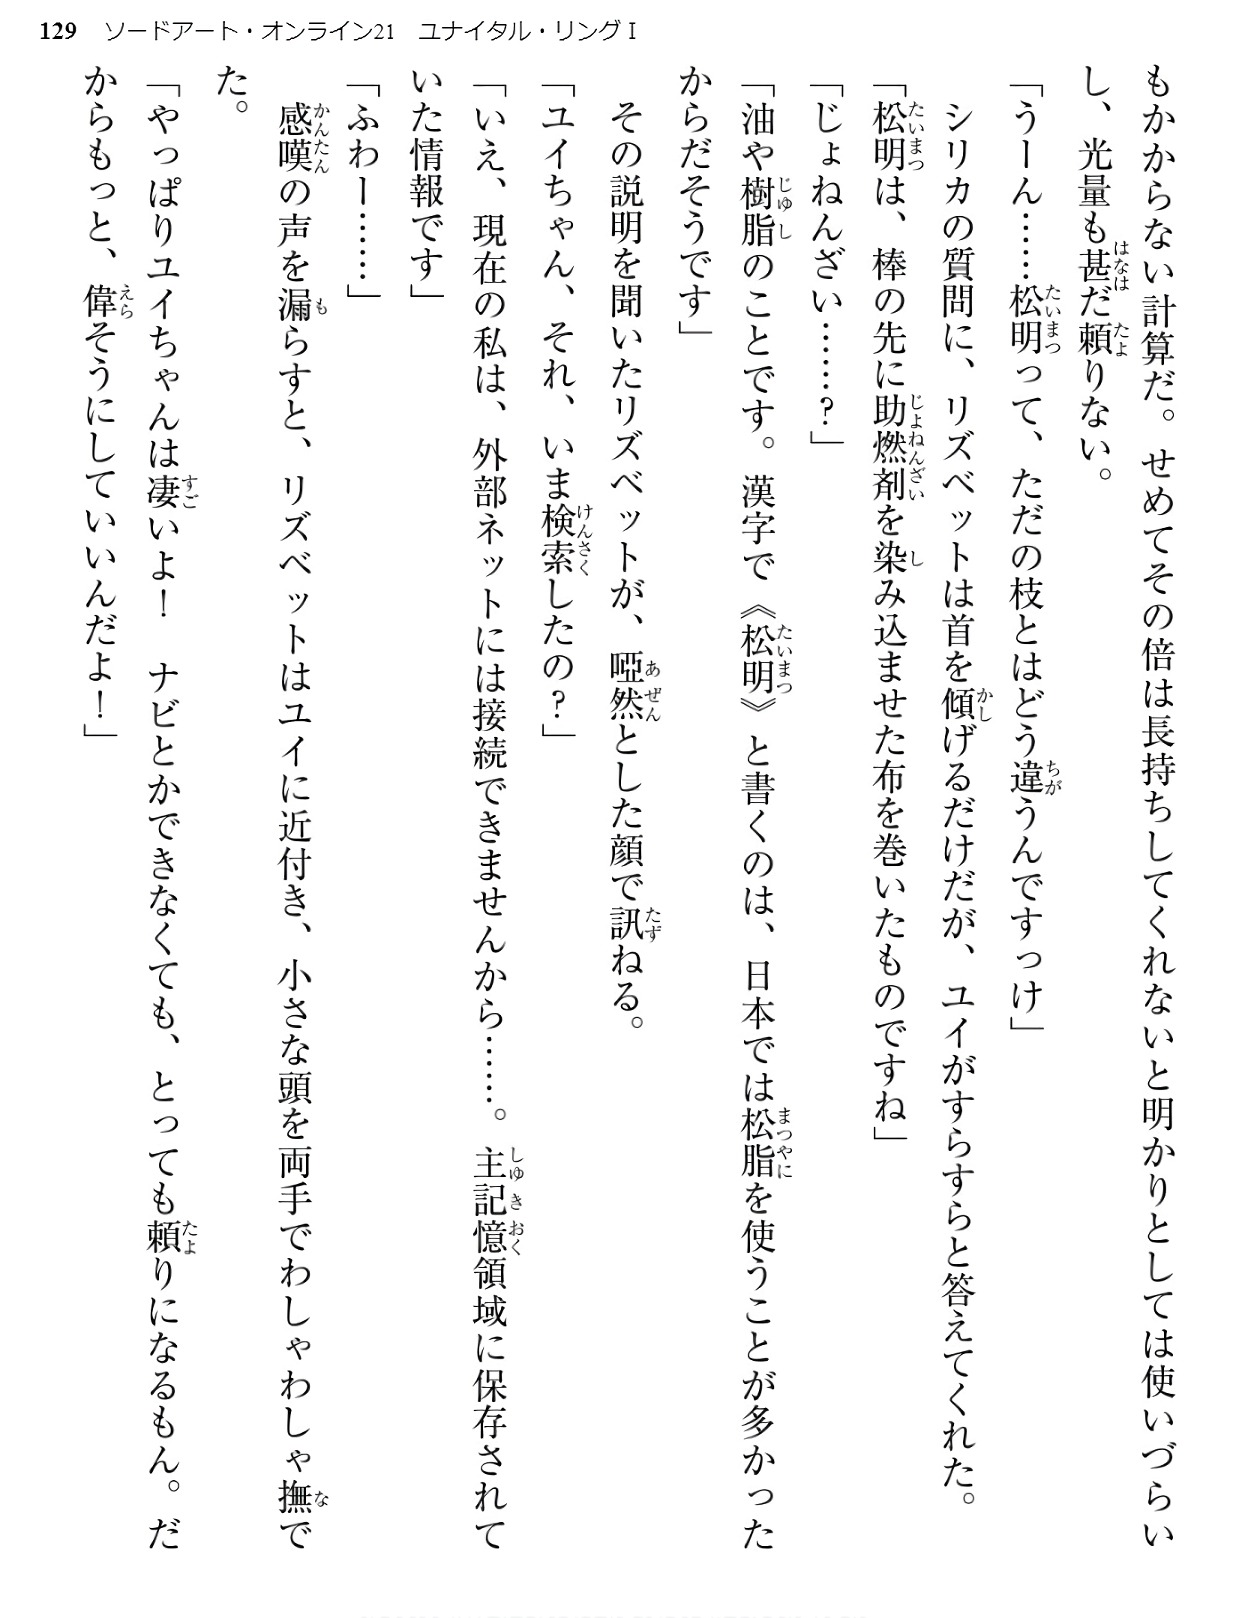 129 ソードアート・オンライン21 ユナイタル・リングⅠ
もかからない計算だ。せめてその倍は長持ちしてくれないと明かりとしては使いづらい
し、光量も甚だ頼りない。
「うーん……松明って、ただの枝とはどう違うんですっけ」
シリカの質問に、リズベットは首を傾げるだけだが、ユイがすらすらと答えてくれた。
「松明は、棒の先に助燃剤を染み込ませた布を巻いたものですね」
「じょねんざい……？」
「油や樹脂のことです。漢字で《松明》と書くのは、日本では松脂を使うことが多かった
からだそうです」
その説明を聞いたリズベットが、啞然とした顔で訊ねる。
「ユイちゃん、それ、いま検索したの？」
「いえ、現在の私は、外部ネットには接続できませんから……。主記憶領域に保存されて
いた情報です」
「ふわー……」
感嘆の声を漏らすと、リズベットはユイに近付き、小さな頭を両手でわしゃわしゃ撫で
た。
「やっぱりユイちゃんは凄いよ！　ナビとかできなくても、とっても頼りになるもん。だ
からもっと、偉そうにしていいんだよ！」